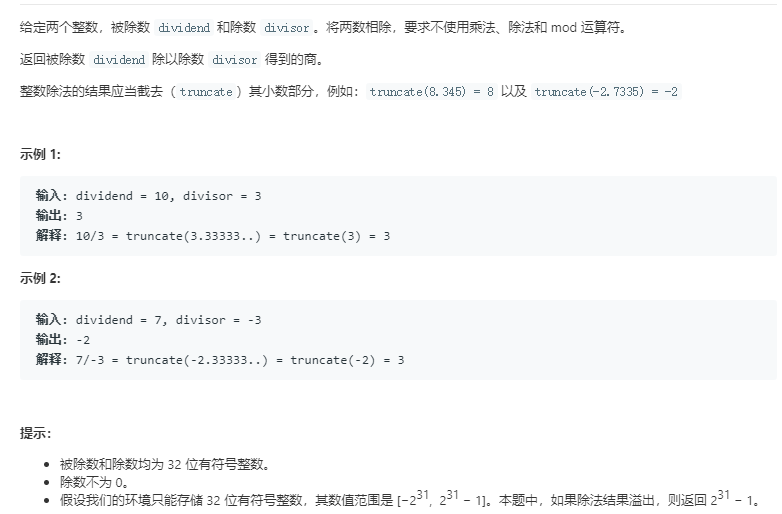 给定两个整数，被除数 dividend 和除数 divisor。将两数相除，要求不使用乘法、除法和 mod 运算符。
返回被除数 dividend 除以除数 divisor 得到的商。
整数除法的结果应当截去（truncate）其小数部分，例如：truncate(8.345) = 8 以及 truncate(-2.7335) = -2
示例 1:
输入: dividend = 10, divisor = 3
输出: 3
解释: 10/3 = truncate(3.33333..) = truncate(3) = 3
示例 2:
输入: dividend = 7, divisor = -3
输出: -2
解释: 7/-3 = truncate(-2.33333..) = truncate(-2) = 3
提示：
• 被除数和除数均为 32 位有符号整数。
• 除数不为 0。
• 假设我们的环境只能存储 32 位有符号整数，其数值范围是 [−2³¹, 2³¹ − 1]。本题中，如果除法结果溢出，则返回 2³¹ − 1。